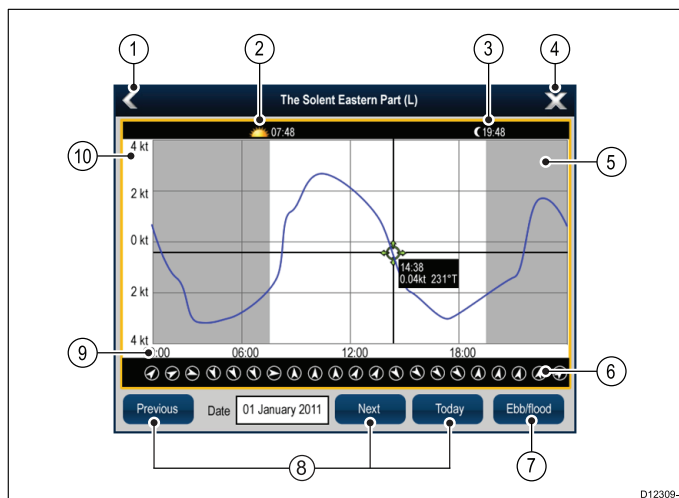 1
2
3
4
The Solent Eastern Part (L)
07:48
19:48
4 kt
10
5
2 kt
0 kt
14:38
0.04kt 231°T
2 kt
4 kt
9
:00
06:00
12:00
18:00
6
Previous
Date
01 January 2011
Next
Today
Ebb/flood
8
7
D12309-